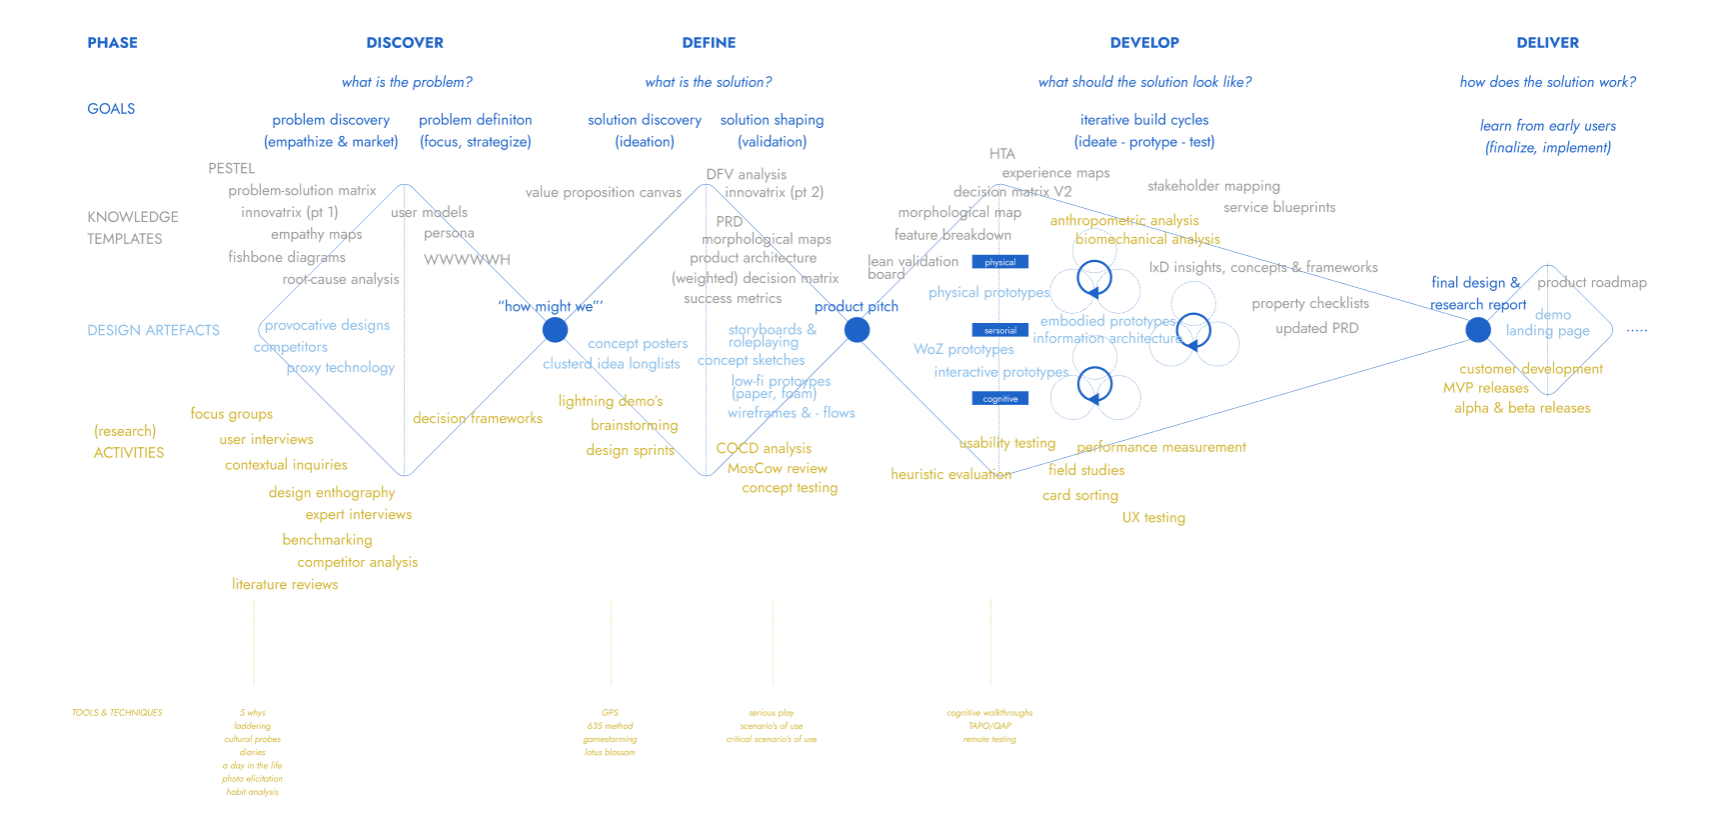 PHASE
DISCOVER
DEFINE
DEVELOP
DELIVER
what is the problem?
what is the solution?
what should the solution look like?
how does the solution work?
GOALS
problem discovery
(empathize & market)
problem definiton
(focus, strategize)
solution discovery
(ideation)
solution shaping
(validation)
iterative build cycles
(ideate - protype - test)
learn from early users
(finalize, implement)
KNOWLEDGE
TEMPLATES
PESTEL
problem-solution matrix
innovatrix (pt 1)
empathy maps
fishbone diagrams
root-cause analysis
user models
persona
WWWWWH
value proposition canvas
DFV analysis
innovatrix (pt 2)
PRD
morphological maps
product architecture
(weighted) decision matrix
success metrics
HTA
experience maps
decision matrix V2
morphological map
feature breakdown
lean validation
board
stakeholder mapping
service blueprints
anthropometric analysis
biomechanical analysis
physical
IxD insights, concepts & frameworks
property checklists
updated PRD
product roadmap
"how might we"'
product pitch
final design &
research report
DESIGN ARTEFACTS
provocative designs
competitors
proxy technology
concept posters
clusterd idea longlists
storyboards &
roleplaying
concept sketches
low-fi protoypes
(paper, foam)
wireframes & - flows
physical prototypes
sersorial
embodied prototypes
information architecture
WoZ prototypes
interactive prototypes
cognitive
demo
landing page
.....
(research)
ACTIVITIES
focus groups
user interviews
contextual inquiries
design enthography
expert interviews
benchmarking
competitor analysis
literature reviews
decision frameworks
lightning demo's
brainstorming
design sprints
COCD analysis
MosCow review
concept testing
usability testing
heuristic evaluation
performance measurement
field studies
card sorting
UX testing
customer development
MVP releases
alpha & beta releases
TOOLS & TECHNIQUES
5 whys
laddering
cultural probes
diaries
a day in the life
photo elicitation
habit analysis
GPS
635 method
gamestorming
lotus blossom
serious play
scenario's of use
critical scenario's of use
cognitive walkthroughs
TAPO/QAP
remote testing